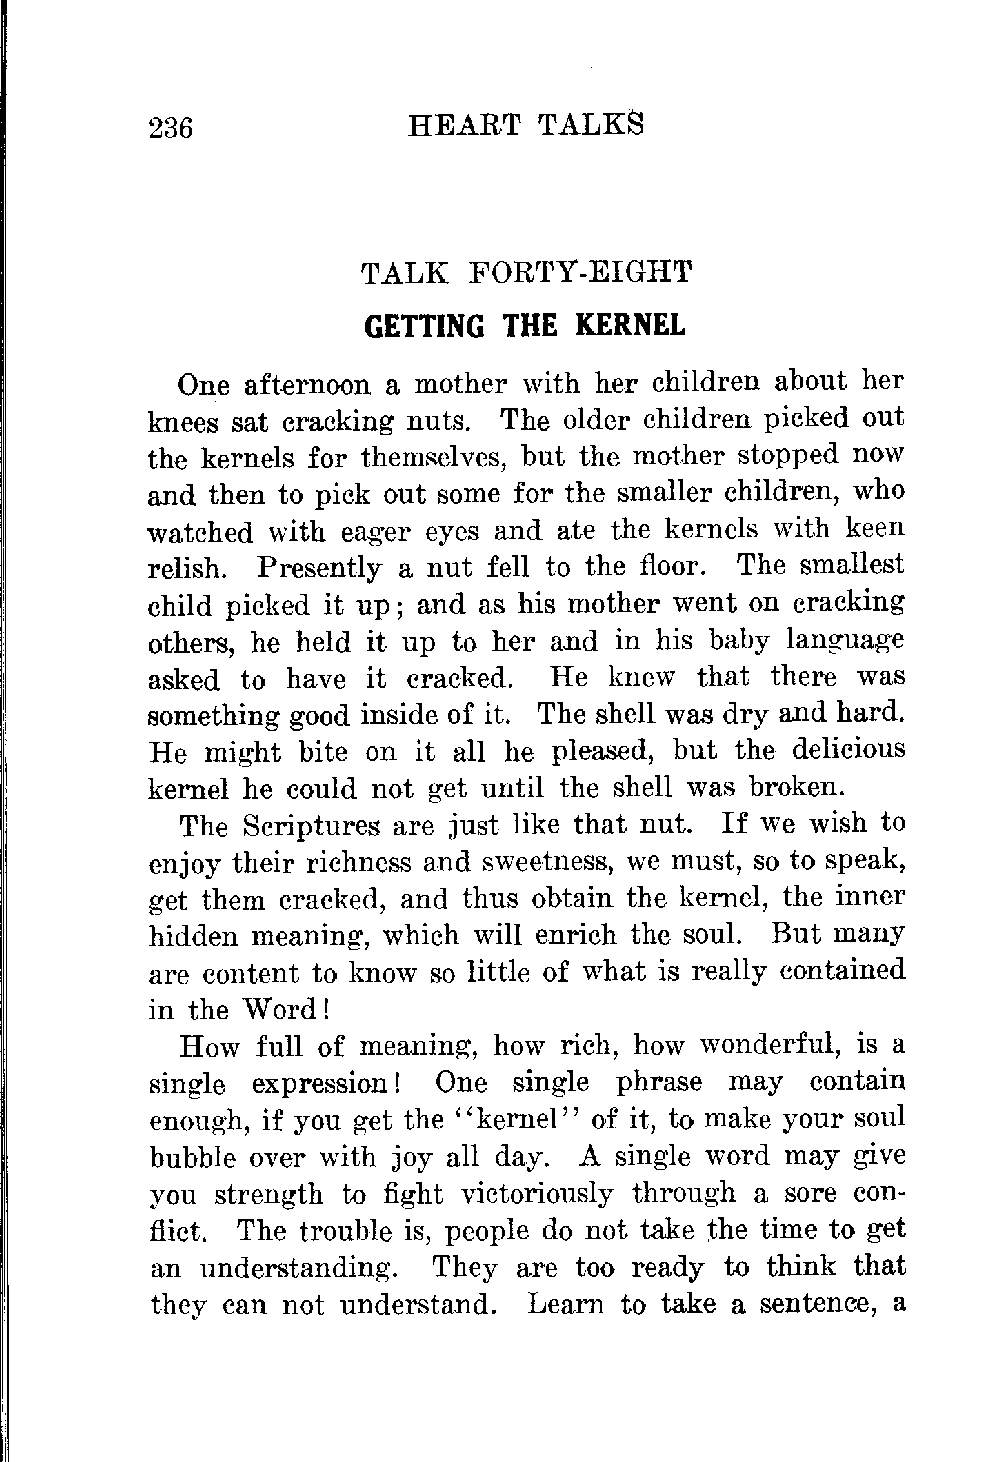 236 HEART TALKS
TALK FORTY-EIGHT
GETTING THE KERNEL
One afternoon a mother with her children about her
knees sat cracking nuts. The older children picked out
the kernels for themselves, but the mother stopped now
and then to pick out some for the smaller children, who
watched with eager eyes and ate the kernels with keen
relish. Presently a nut fell to the floor. The smallest
child picked it up; and as his mother went on cracking
others, he held it up to her and in his baby language
asked to have it cracked. He knew that there was
something good inside of it. The shell was dry and hard.
He might bite on it all he pleased, but the delicious
kernel he could not get until the shell was broken.
The Scriptures are just like that nut. If we wish to
enjoy their richness and sweetness, we must, so to speak,
get them cracked, and thus obtain the kernel, the inner
hidden meaning, which will enrich the soul. But many
are content to know so little of what is really contained
in the Word!
How full of meaning, how rich, how wonderful, is a
single expression! One single phrase may contain
enough, if you get the "kernel" of it, to make your soul
bubble over with joy all day. A single word may give
you strength to fight victoriously through a sore con-
flict. The trouble is, people do not take the time to get
an understanding. They are too ready to think that
they can not understand. Learn to take a sentence, a